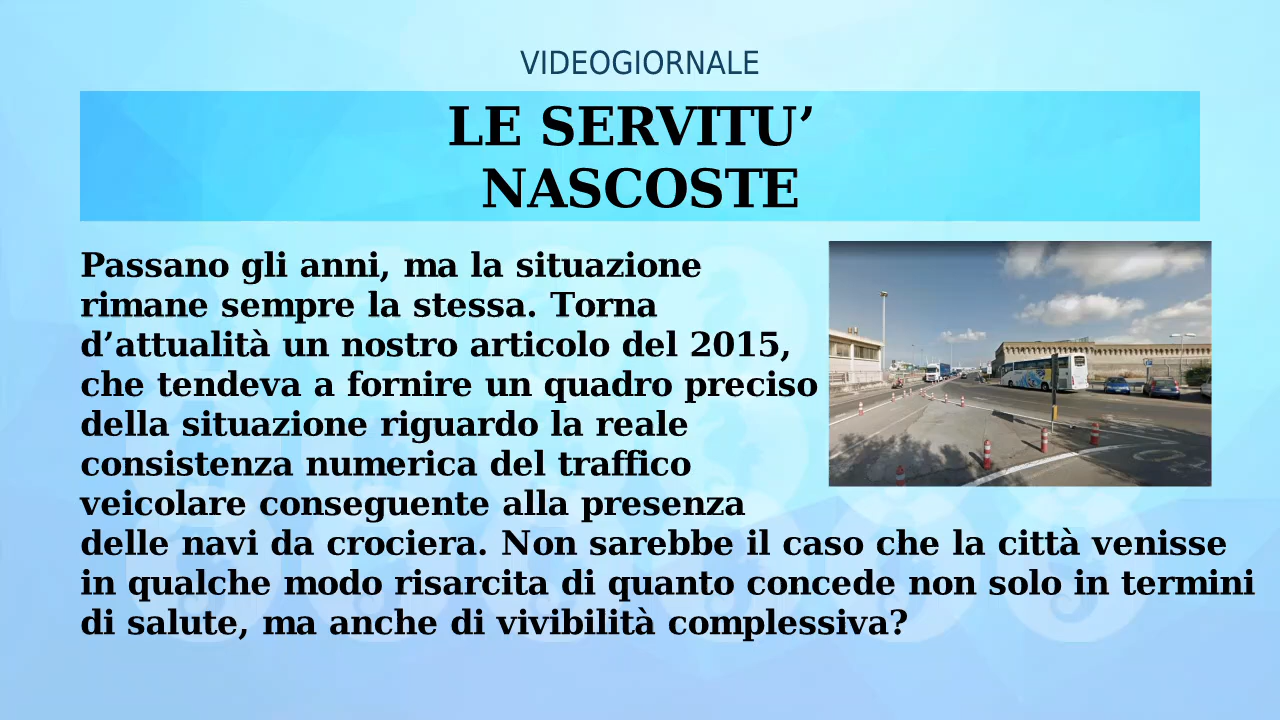 VIDEOGIORNALE
LE SERVITU’
NASCOSTE
Passano gli anni, ma la situazione
rimane sempre la stessa. Torna
d’attualità un nostro articolo del 2015,
che tendeva a fornire un quadro preciso
della situazione riguardo la reale
consistenza numerica del traffico
veicolare conseguente alla presenza
delle navi da crociera. Non sarebbe il caso che la città venisse
in qualche modo risarcita di quanto concede non solo in termini
di salute, ma anche di vivibilità complessiva?